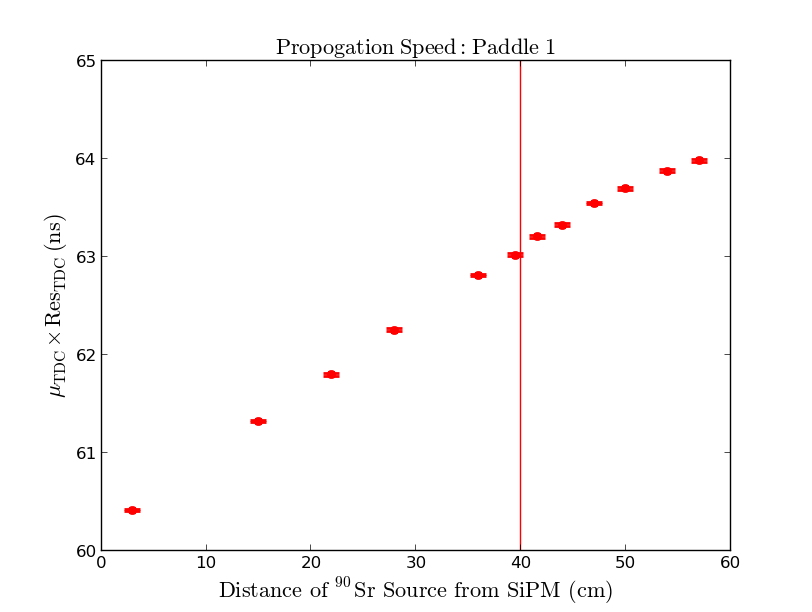 Propogation Speed: Paddle 1
65
64
63
62
61
60
μTDC × ResTDC (ns)
0 10 20 30 40 50 60
Distance of 90Sr Source from SiPM (cm)